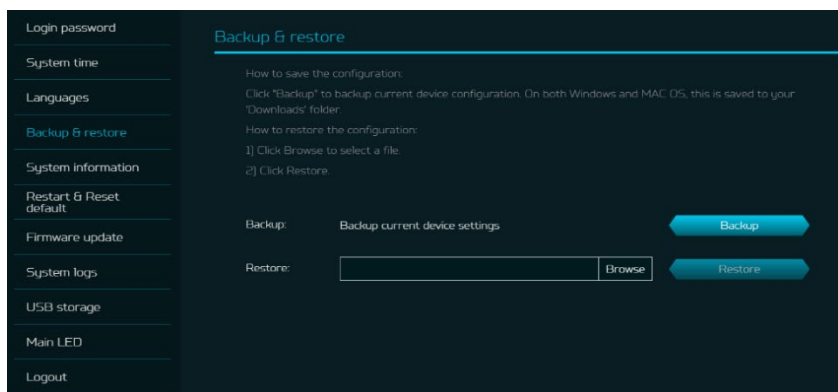 Login password
System time
Languages
Backup & restore
System information
Restart & Reset
default
Firmware update
System logs
USB storage
Main LED
Logout
Backup & restore
How to save the configuration:
Click "Backup" to backup current device configuration. On both Windows and MAC OS, this is saved to your
'Downloads' folder.
How to restore the configuration:
1) Click Browse to select a file.
2) Click Restore.
Backup: Backup current device settings Backup
Restore: Browse Restore